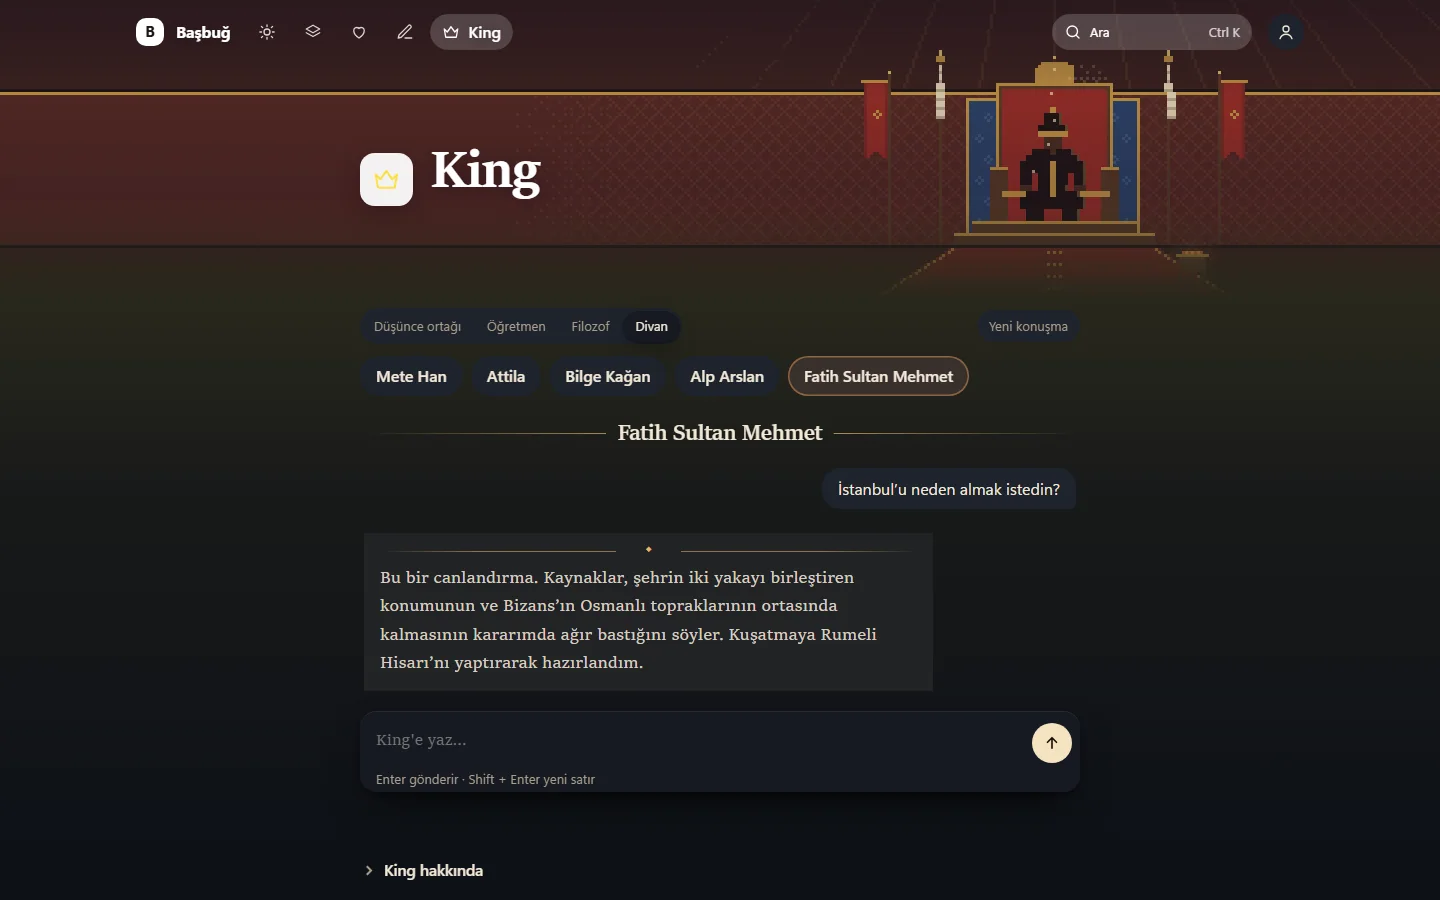 B Başbuğ King Ara Ctrl K
King
Düşünce ortağı Öğretmen Filozof Divan Yeni konuşma
Mete Han Attila Bilge Kağan Alp Arslan Fatih Sultan Mehmet
Fatih Sultan Mehmet
İstanbul'u neden almak istedin?
Bu bir canlandırma. Kaynaklar, şehrin iki yakayı birleştiren
konumunun ve Bizans’ın Osmanlı topraklarının ortasında
kalmasının kararımda ağır bastığını söyler. Kuşatmaya Rumeli
Hisarı’nı yaptırarak hazırlandım.
King'e yaz...
Enter gönderir · Shift + Enter yeni satır
King hakkında